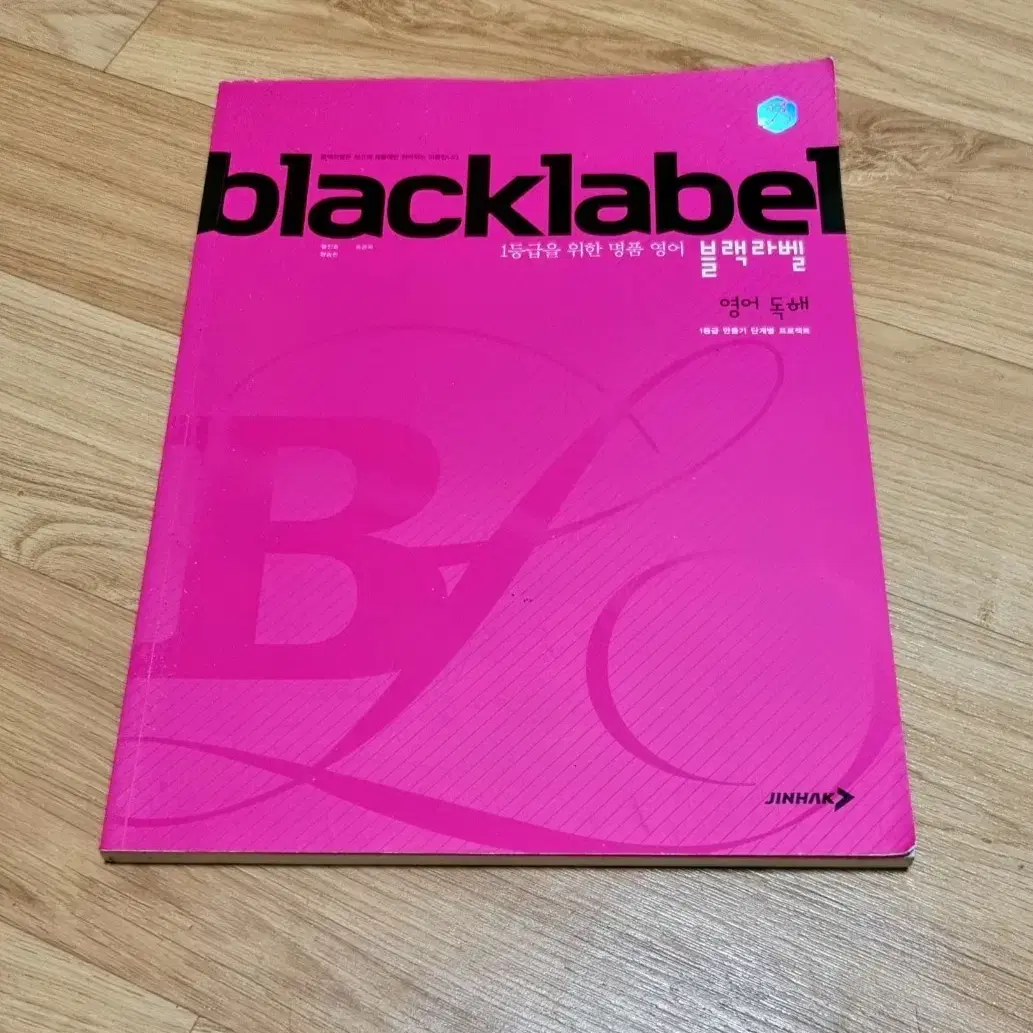 blacklabel
1등급을 위한 명품 영어 블랙라벨
영어 독해
1등급 만들기 단계별 프로젝트
B
JINHAK